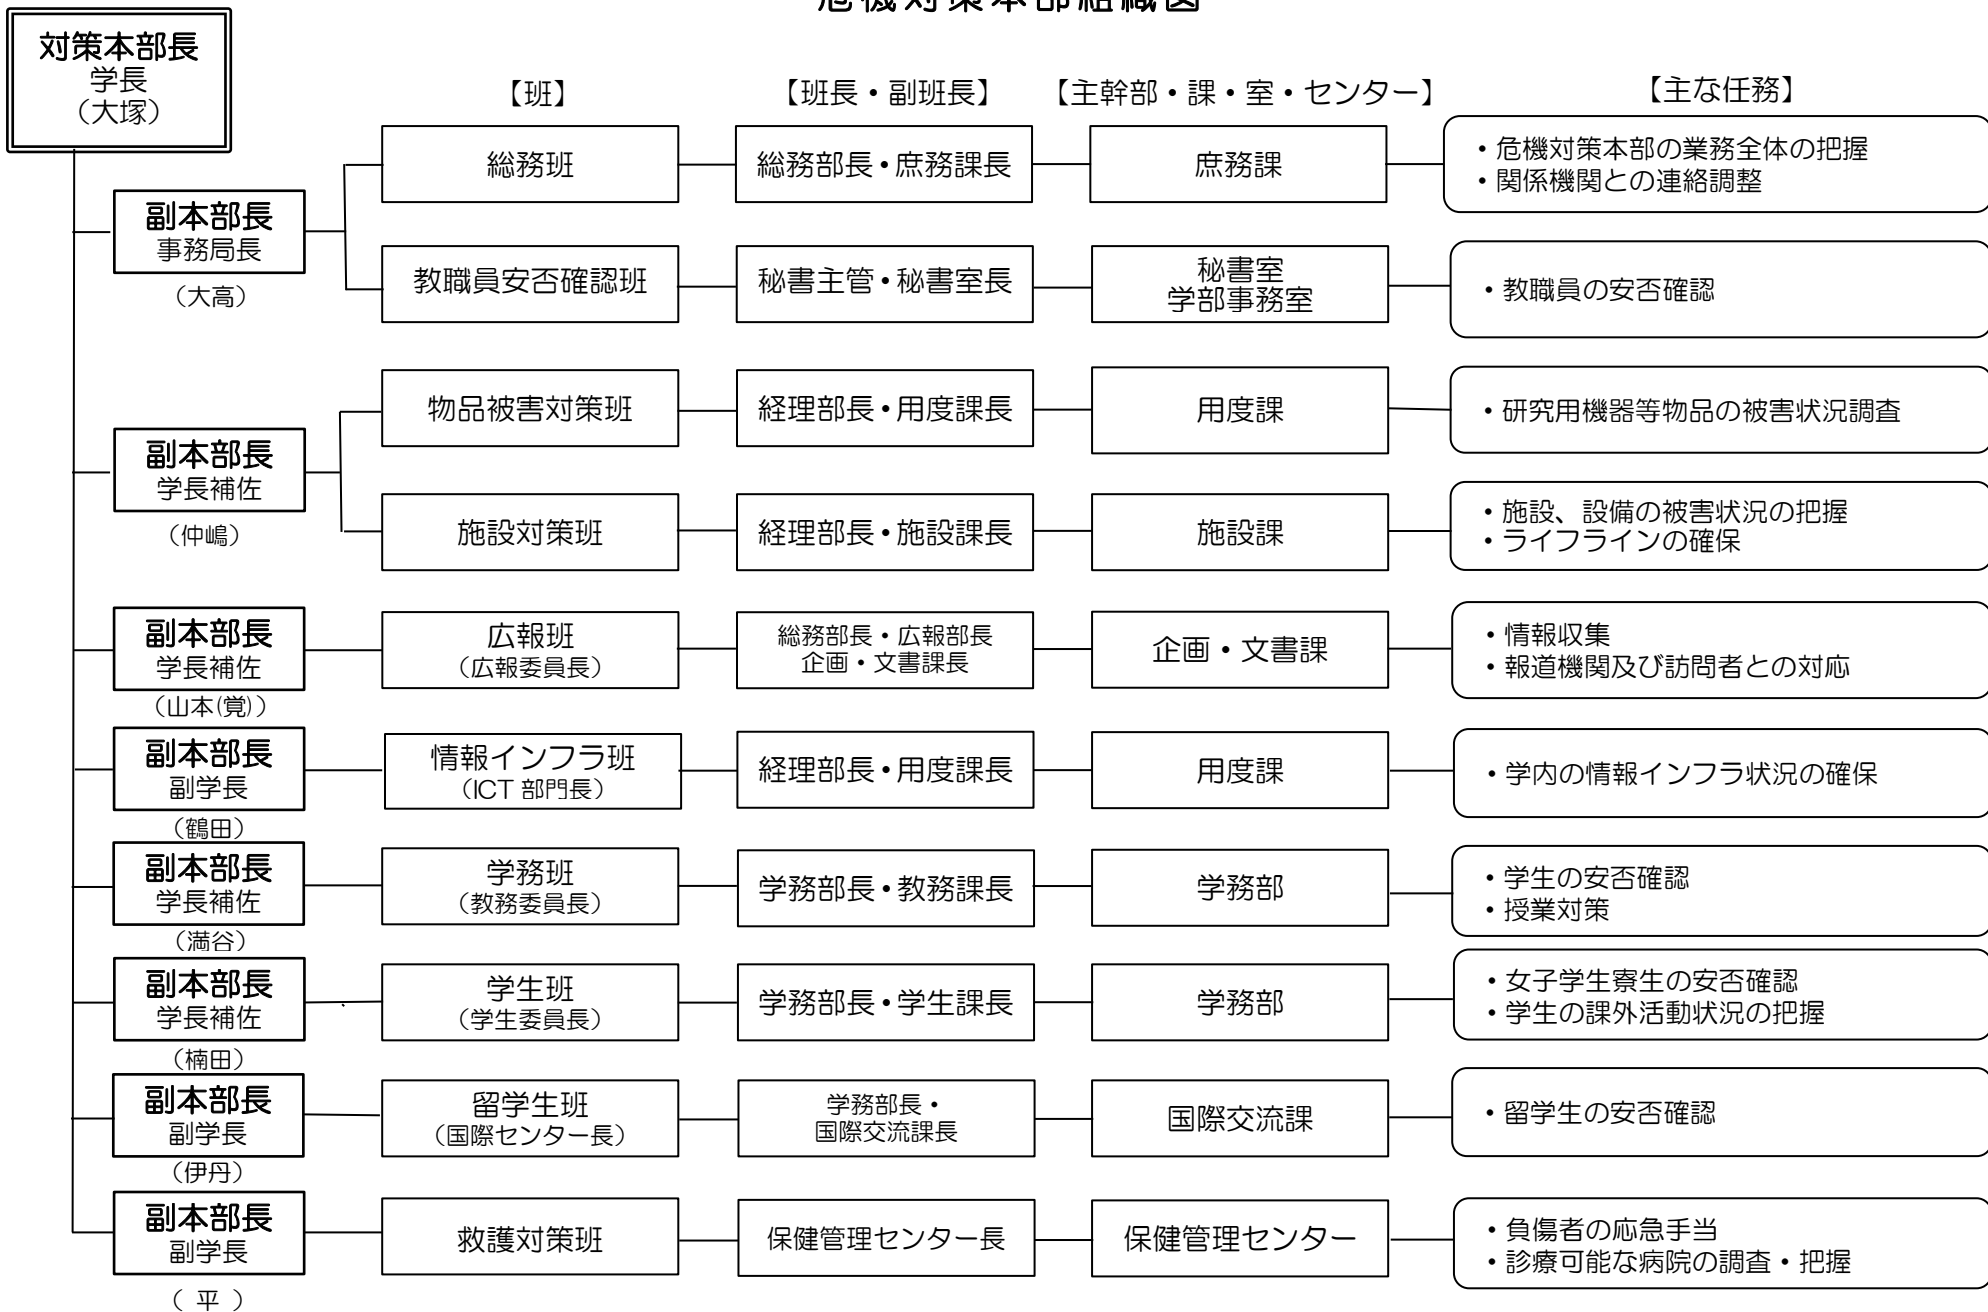 危機対策本部組織図
対策本部長
学長
（大塚）
【班】
【班長・副班長】
【主幹部・課・室・センター】
【主な任務】
副本部長
事務局長
（大高）
総務班
総務部長・庶務課長
庶務課
・危機対策本部の業務全体の把握
・関係機関との連絡調整
教職員安否確認班
秘書主管・秘書室長
秘書室
学部事務室
・教職員の安否確認
副本部長
学長補佐
（仲嶋）
物品被害対策班
経理部長・用度課長
用度課
・研究用機器等物品の被害状況調査
施設対策班
経理部長・施設課長
施設課
・施設、設備の被害状況の把握
・ライフラインの確保
副本部長
学長補佐
（山本(覚)）
広報班
（広報委員長）
総務部長・広報部長
企画・文書課長
企画・文書課
・情報収集
・報道機関及び訪問者との対応
副本部長
副学長
（鶴田）
情報インフラ班
（ICT 部門長）
経理部長・用度課長
用度課
・学内の情報インフラ状況の確保
副本部長
学長補佐
（満谷）
学務班
（教務委員長）
学務部長・教務課長
学務部
・学生の安否確認
・授業対策
副本部長
学長補佐
（楠田）
学生班
（学生委員長）
学務部長・学生課長
学務部
・女子学生寮生の安否確認
・学生の課外活動状況の把握
副本部長
副学長
（伊丹）
留学生班
（国際センター長）
学務部長・
国際交流課長
国際交流課
・留学生の安否確認
副本部長
副学長
（ 平 ）
救護対策班
保健管理センター長
保健管理センター
・負傷者の応急手当
・診療可能な病院の調査・把握